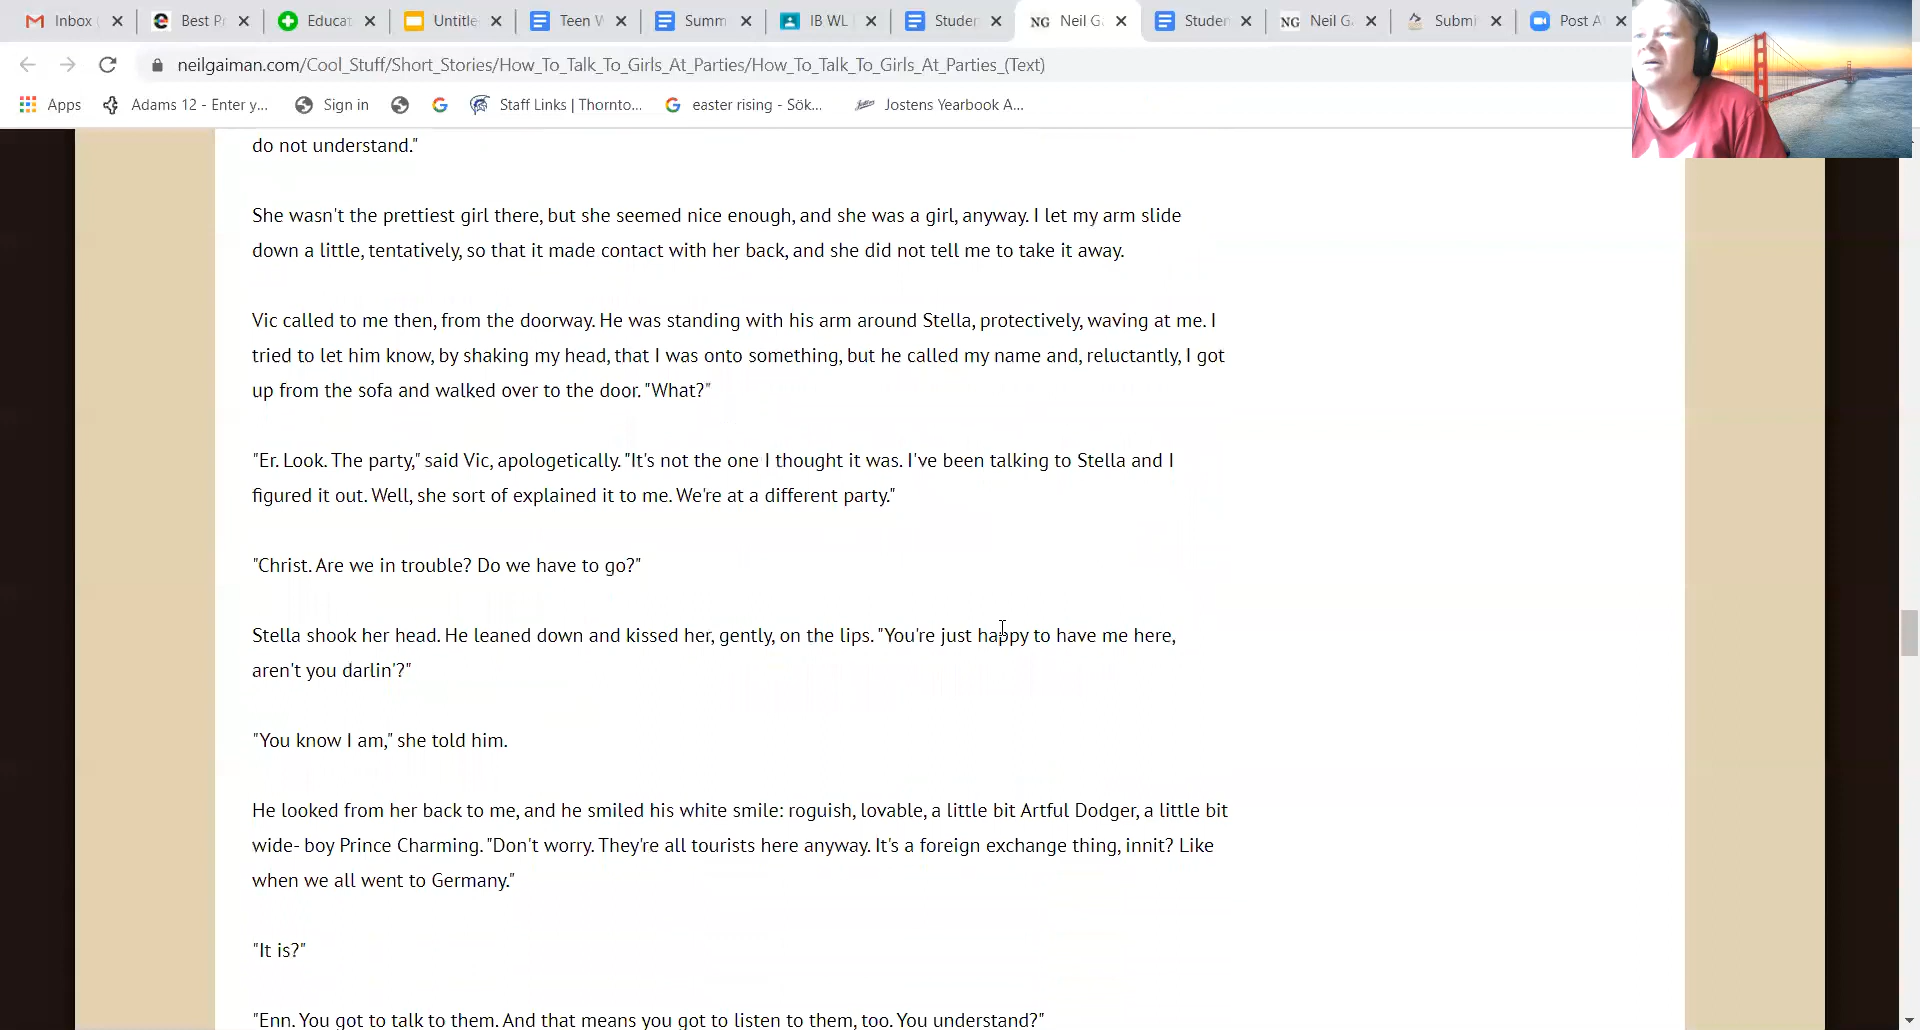 Inbox
Best Pr
Educat
Untitle
Teen W
Summ
IB WL
Studen
NG Neil G
Studen
NG Neil G
Submi
Post A
neilgaiman.com/Cool_Stuff/Short_Stories/How_To_Talk_To_Girls_At_Parties/How_To_Talk_To_Girls_At_Parties_(Text)
Apps
Adams 12 - Enter y...
Sign in
Staff Links | Thornto...
easter rising - Sök...
Jostens Yearbook A...
do not understand."
She wasn't the prettiest girl there, but she seemed nice enough, and she was a girl, anyway. I let my arm slide
down a little, tentatively, so that it made contact with her back, and she did not tell me to take it away.
Vic called to me then, from the doorway. He was standing with his arm around Stella, protectively, waving at me. I
tried to let him know, by shaking my head, that I was onto something, but he called my name and, reluctantly, I got
up from the sofa and walked over to the door. "What?"
"Er. Look. The party," said Vic, apologetically. "It's not the one I thought it was. I've been talking to Stella and I
figured it out. Well, she sort of explained it to me. We're at a different party."
"Christ. Are we in trouble? Do we have to go?"
Stella shook her head. He leaned down and kissed her, gently, on the lips. "You're just happy to have me here,
aren't you darlin'?"
"You know I am," she told him.
He looked from her back to me, and he smiled his white smile: roguish, lovable, a little bit Artful Dodger, a little bit
wide- boy Prince Charming. "Don't worry. They're all tourists here anyway. It's a foreign exchange thing, innit? Like
when we all went to Germany."
"It is?"
"Enn. You got to talk to them. And that means you got to listen to them, too. You understand?"